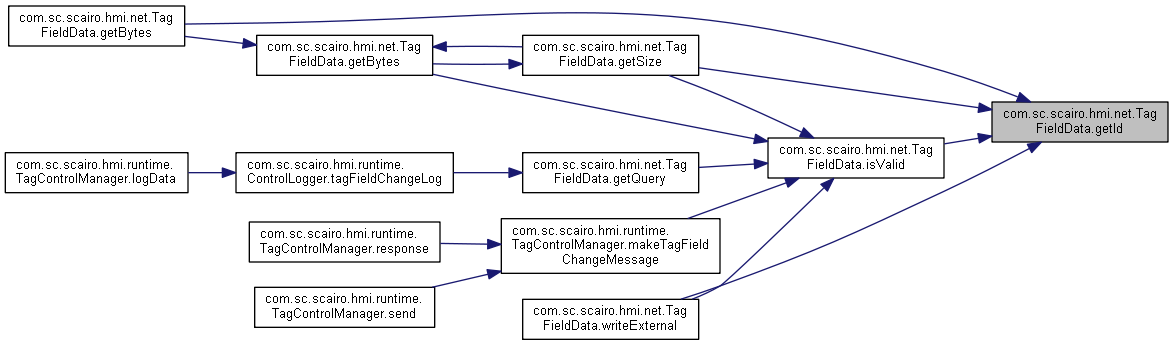 com.sc.scairo.hmi.net.Tag
FieldData.getBytes
com.sc.scairo.hmi.net.Tag
FieldData.getBytes
com.sc.scairo.hmi.net.Tag
FieldData.getSize
com.sc.scairo.hmi.net.Tag
FieldData.getId
com.sc.scairo.hmi.net.Tag
FieldData.isValid
com.sc.scairo.hmi.runtime.
TagControlManager.logData
com.sc.scairo.hmi.runtime.
ControlLogger.tagFieldChangeLog
com.sc.scairo.hmi.net.Tag
FieldData.getQuery
com.sc.scairo.hmi.runtime.
TagControlManager.response
com.sc.scairo.hmi.runtime.
TagControlManager.makeTagField
ChangeMessage
com.sc.scairo.hmi.runtime.
TagControlManager.send
com.sc.scairo.hmi.net.Tag
FieldData.writeExternal